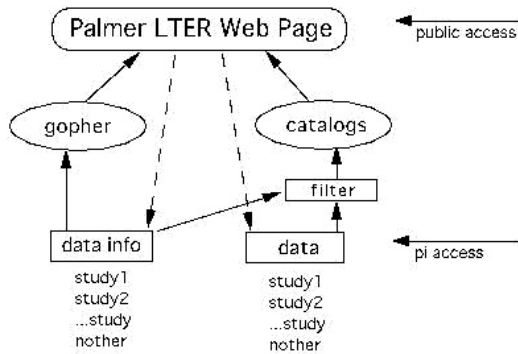 Palmer LTER Web Page
public access
gopher
catalogs
filter
data info
data
pi access
study1
study2
...study
nother
study1
study2
...study
nother